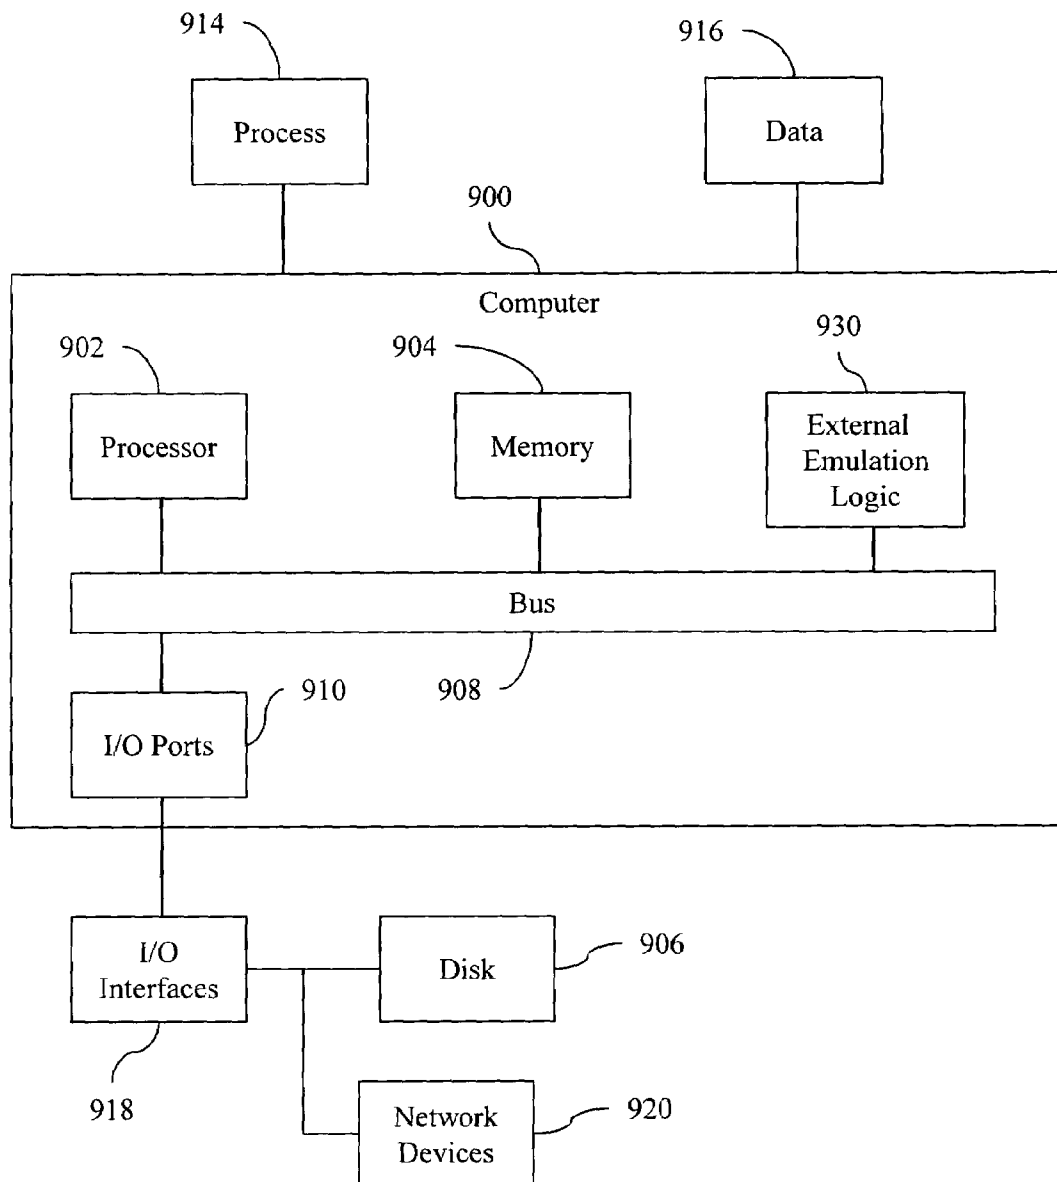 914
916
Process
Data
900
Computer
902
904
930
Processor
Memory
External
Emulation
Logic
Bus
910
908
I/O Ports
I/O
Interfaces
Disk
906
918
Network
Devices
920